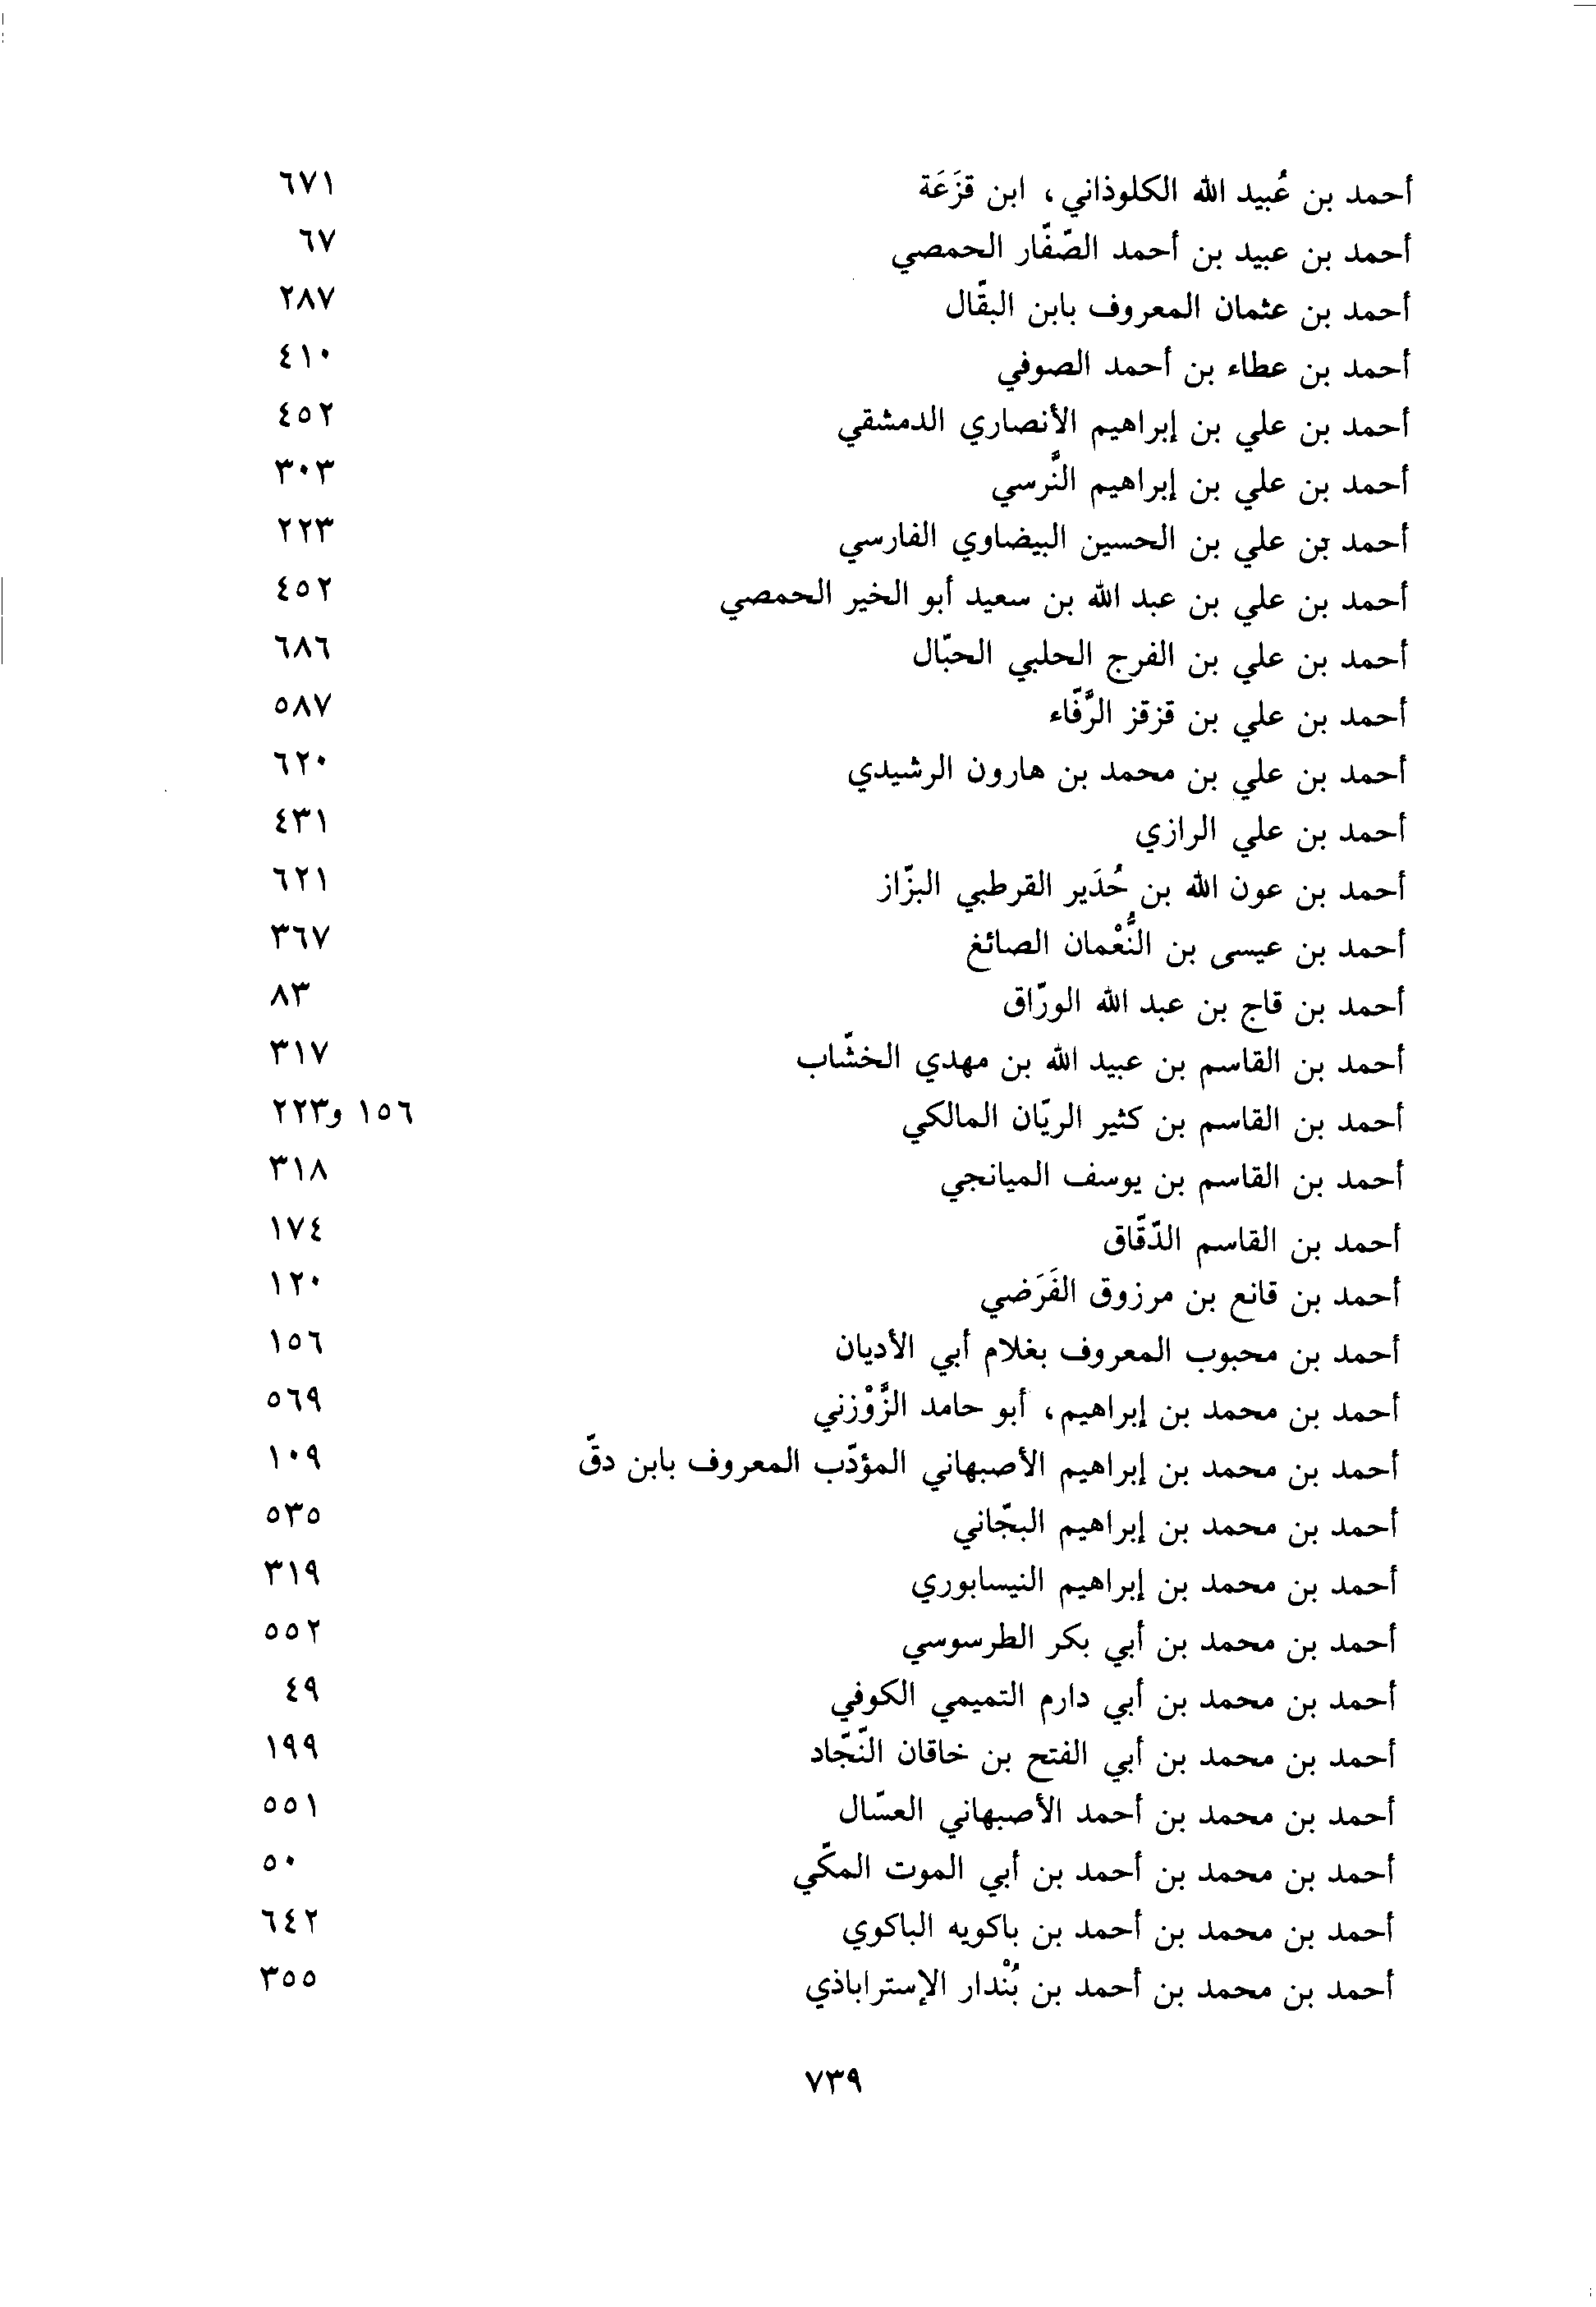 أحمد بن عُبيد الله الكلوذاني، ابن قزَعَة ٦٧١
أحمد بن عبيد بن أحمد الصّفّار الحمصي ٦٧
أحمد بن عثمان المعروف بابن البقّال ٢٨٧
أحمد بن عطاء بن أحمد الصوفي ٤١٠
أحمد بن علي بن إبراهيم الأنصاري الدمشقي ٤٥٢
أحمد بن علي بن إبراهيم النَّرسي ٣٠٣
أحمد بن علي بن الحسين البيضاوي الفارسي ٢٢٣
أحمد بن علي بن عبد الله بن سعيد أبو الخير الحمصي ٤٥٢
أحمد بن علي بن الفرج الحلبي الحبّال ٦٨٦
أحمد بن علي بن قزقز الرَّفّاء ٥٨٧
أحمد بن علي بن محمد بن هارون الرشيدي ٦٢٠
أحمد بن علي الرازي ٤٣١
أحمد بن عون الله بن حُدَير القرطبي البزّاز ٦٢١
أحمد بن عيسى بن النُّعْمان الصائغ ٣٦٧
أحمد بن قاج بن عبد الله الورّاق ٨٣
أحمد بن القاسم بن عبيد الله بن مهدي الخشّاب ٣١٧
أحمد بن القاسم بن كثير الريّان المالكي ١٥٦ و٢٢٣
أحمد بن القاسم بن يوسف الميانجي ٣١٨
أحمد بن القاسم الدّقّاق ١٧٤
أحمد بن قانع بن مرزوق الفَرَضي ١٢٠
أحمد بن محبوب المعروف بغلام أبي الأديان ١٥٦
أحمد بن محمد بن إبراهيم، أبو حامد الزَّوْزني ٥٦٩
أحمد بن محمد بن إبراهيم الأصبهاني المؤدّب المعروف بابن دقّ ١٠٩
أحمد بن محمد بن إبراهيم البجّاني ٥٣٥
أحمد بن محمد بن إبراهيم النيسابوري ٣١٩
أحمد بن محمد بن أبي بكر الطرسوسي ٥٥٢
أحمد بن محمد بن أبي دارم التميمي الكوفي ٤٩
أحمد بن محمد بن أبي الفتح بن خاقان النّجّاد ١٩٩
أحمد بن محمد بن أحمد الأصبهاني العسّال ٥٥١
أحمد بن محمد بن أحمد بن أبي الموت المكّي ٥٠
أحمد بن محمد بن أحمد بن باكويه الباكوي ٦٤٢
أحمد بن محمد بن أحمد بن بُنْدار الإستراباذي ٣٥٥
٧٣٩